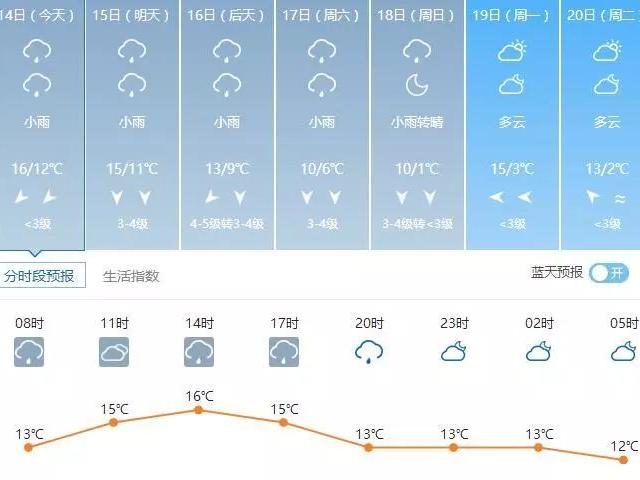 14日（今天） 15日（明天） 16日（后天） 17日（周六） 18日（周日） 19日（周一） 20日（周二）
小雨 小雨 小雨 小雨 小雨转晴 多云 多云
16/12℃ 15/11℃ 13/9℃ 10/6℃ 10/1℃ 15/3℃ 13/2℃
<3级 3-4级 4-5级转3-4级 3-4级 3-4级转<3级 <3级 <3级
分时段预报 生活指数 蓝天预报 开
08时 11时 14时 17时 20时 23时 02时 05时
13℃ 15℃ 16℃ 15℃ 13℃ 13℃ 13℃ 12℃